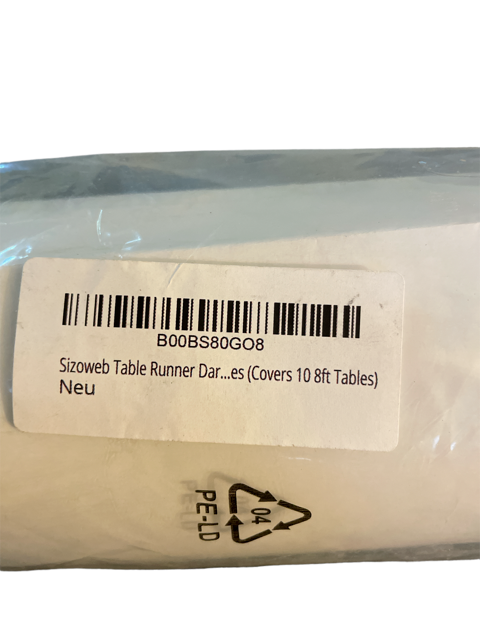 B00BS80GO8
Sizoweb Table Runner Dar...es (Covers 10 8ft Tables)
Neu
04
PE-LD